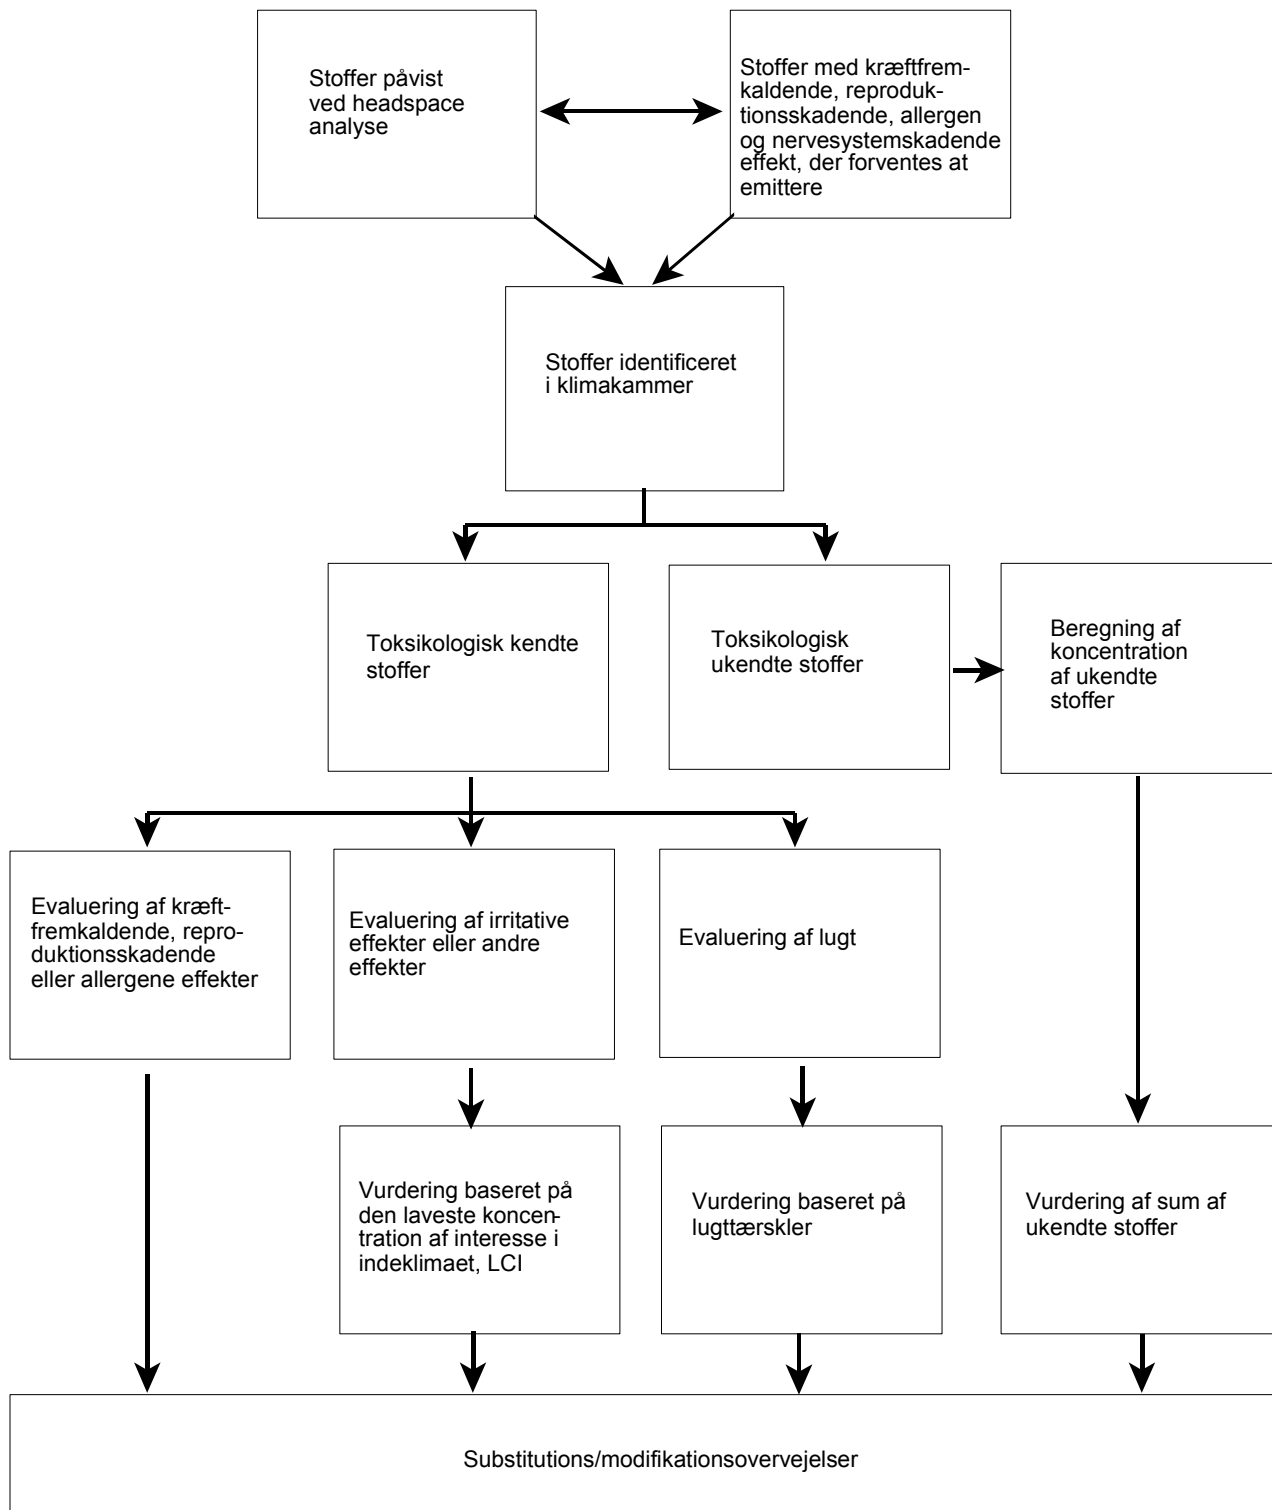 Stoffer påvist
ved headspace
analyse
Stoffer med kræftfrem-
kaldende, reproduk-
tionsskadende, allergen
og nervesystemskadende
effekt, der forventes at
emittere
Stoffer identificeret
i klimakammer
Toksikologisk kendte
stoffer
Toksikologisk
ukendte stoffer
Beregning af
koncentration
af ukendte
stoffer
Evaluering af kræft-
fremkaldende, repro-
duktionsskadende
eller allergene effekter
Evaluering af irritative
effekter eller andre
effekter
Evaluering af lugt
Vurdering baseret på
den laveste koncen-
tration af interesse i
indeklimaet, LCI
Vurdering baseret på
lugttærskler
Vurdering af sum af
ukendte stoffer
Substitutions/modifikationsovervejelser